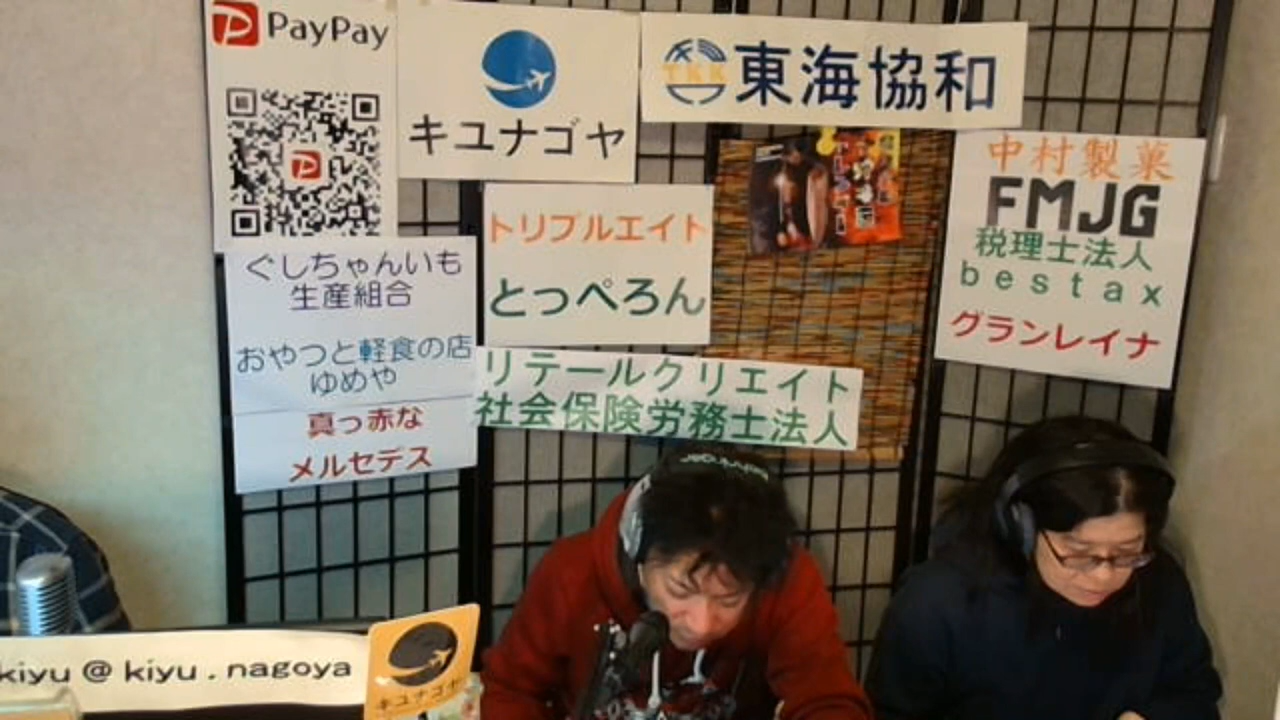 PayPay
キユナゴヤ
TKK 東海協和
ぐしちゃんいも
生産組合
おやつと軽食の店
ゆめや
真っ赤な
メルセデス
トリプルエイト
とっぺろん
リテールクリエイト
社会保険労務士法人
中村製菓
FMJG
税理士法人
bestax
グランレイナ
kiyu@kiyu.nagoya
キユナゴヤ